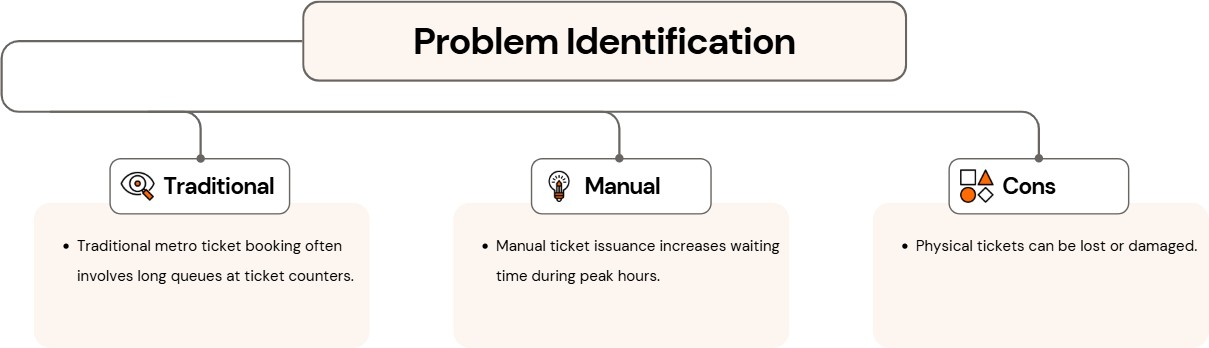 Problem Identification
Traditional
Manual
Cons
• Traditional metro ticket booking often
involves long queues at ticket counters.
• Manual ticket issuance increases waiting
time during peak hours.
• Physical tickets can be lost or damaged.